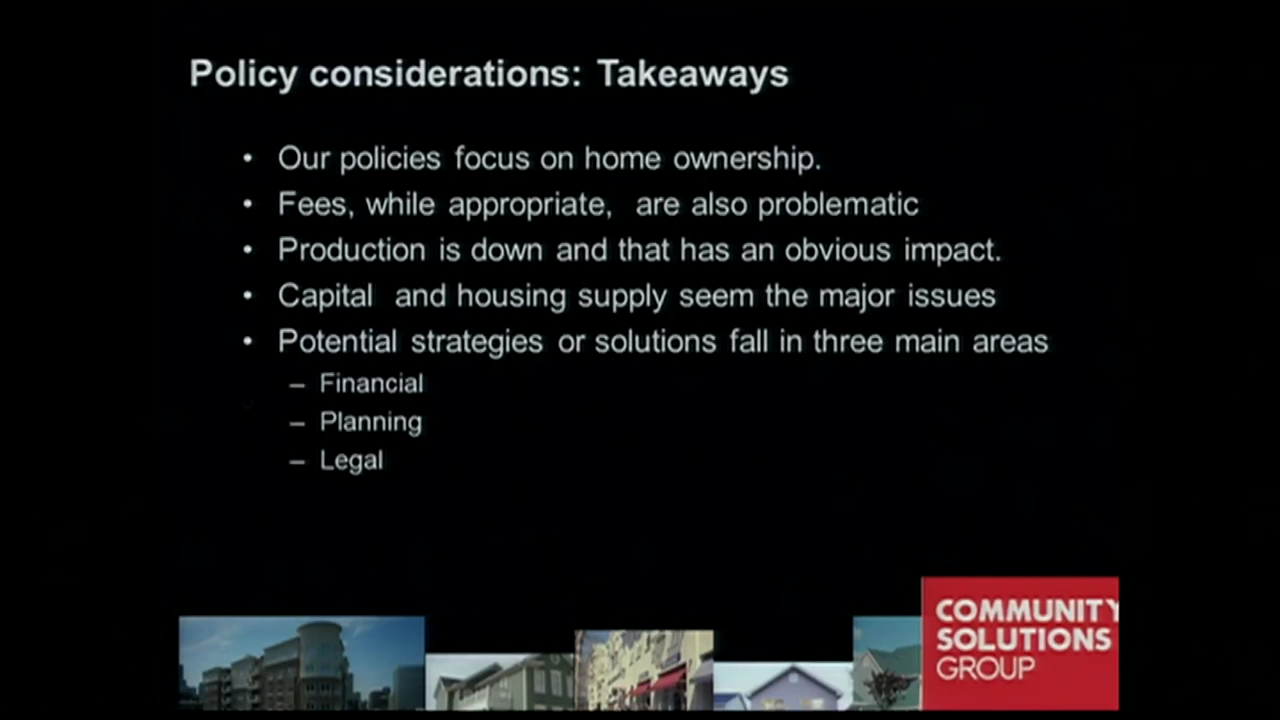 Policy considerations: Takeaways
• Our policies focus on home ownership.
• Fees, while appropriate, are also problematic
• Production is down and that has an obvious impact.
• Capital and housing supply seem the major issues
• Potential strategies or solutions fall in three main areas
– Financial
– Planning
– Legal
COMMUNITY
SOLUTIONS
GROUP